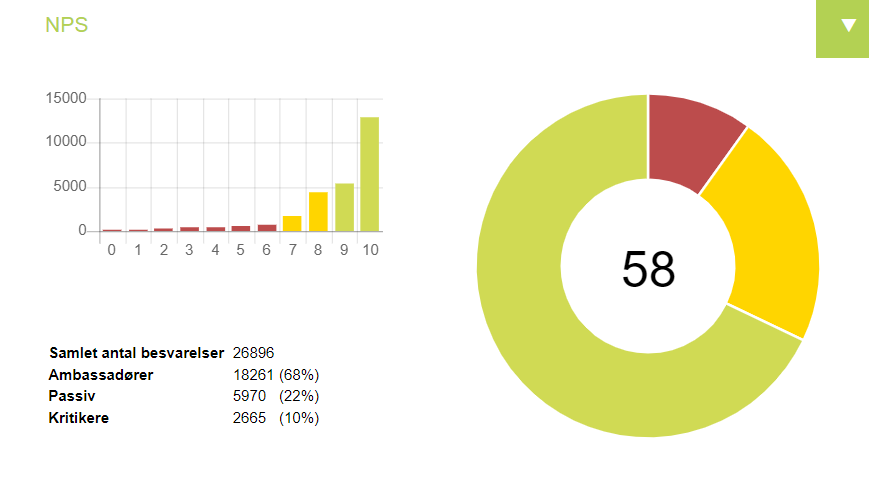 NPS
15000
10000
5000
0
0 1 2 3 4 5 6 7 8 9 10
58
Samlet antal besvarelser 26896
Ambassadører 18261 (68%)
Passiv 5970 (22%)
Kritikere 2665 (10%)